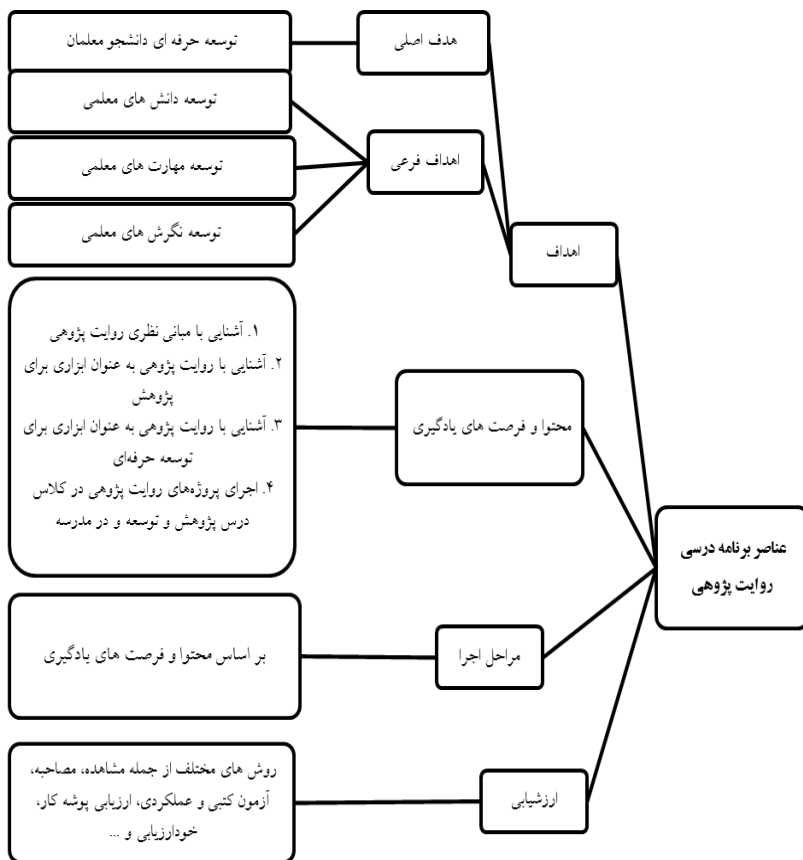 عناصر برنامه درسی
روایت پژوهی
اهداف
هدف اصلی
توسعه حرفه ای دانشجو معلمان
اهداف فرعی
توسعه دانش های معلمی
توسعه مهارت های معلمی
توسعه نگرش های معلمی
محتوا و فرصت های یادگیری
۱. آشنایی با مبانی نظری روایت پژوهی
۲. آشنایی با روایت پژوهی به عنوان ابزاری برای
پژوهش
۳. آشنایی با روایت پژوهی به عنوان ابزاری برای
توسعه حرفه‌ای
۴. اجرای پروژه‌های روایت پژوهی در کلاس
درس پژوهش و توسعه و در مدرسه
مراحل اجرا
بر اساس محتوا و فرصت های یادگیری
ارزشیابی
روش های مختلف از جمله مشاهده، مصاحبه،
آزمون کتبی و عملکردی، ارزیابی پوشه کار،
خودارزیابی و ...